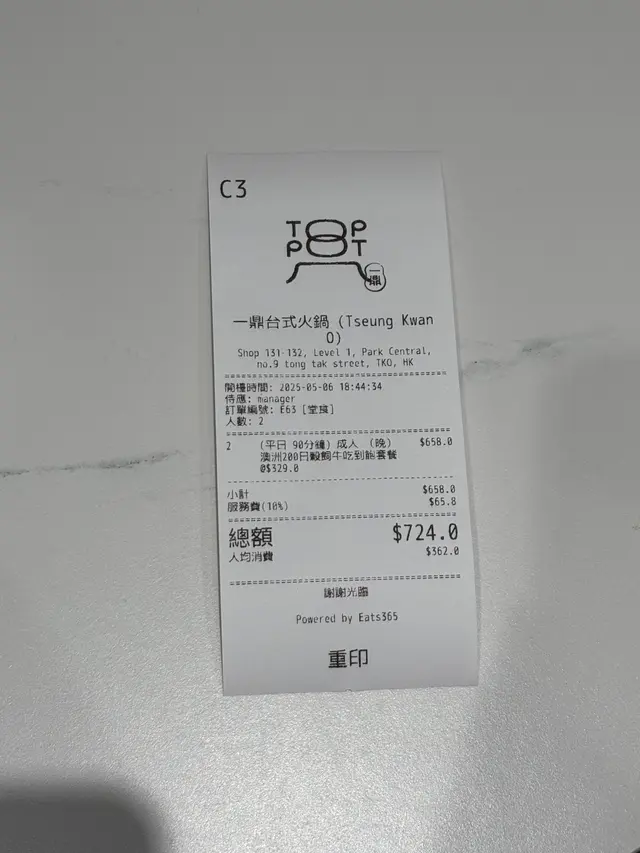 C3
TOP
POT
一鼎
一鼎台式火鍋 (Tseung Kwan
O)
Shop 131-132, Level 1, Park Central,
no.9 tong tak street, TKO, HK
開檯時間: 2025-05-06 18:44:34
侍應: manager
訂單編號: E63 [堂食]
人數: 2
2 (平日 90分鐘) 成人 (晚) $658.0
澳洲200日穀飼牛吃到飽套餐
@$329.0
小計 $658.0
服務費(10%) $65.8
總額 $724.0
人均消費 $362.0
謝謝光臨
Powered by Eats365
重印